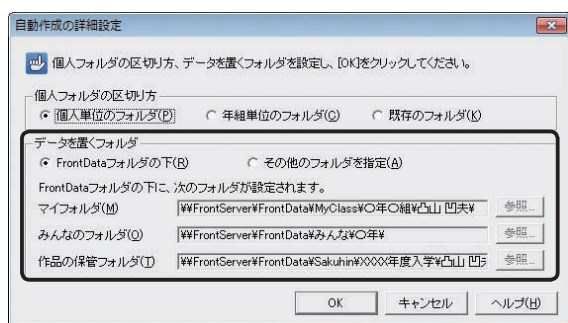 自動作成の詳細設定
個人フォルダの区切り方、データを置くフォルダを設定し、[OK]をクリックしてください。
個人フォルダの区切り方
個人単位のフォルダ(P) 年組単位のフォルダ(C) 既存のフォルダ(K)
データを置くフォルダ
FrontDataフォルダの下(R) その他のフォルダを指定(A)
FrontDataフォルダの下に、次のフォルダが設定されます。
マイフォルダ(M) ¥¥FrontServer¥FrontData¥MyClass¥○年○組¥凸山 凹夫¥ 参照...
みんなのフォルダ(O) ¥¥FrontServer¥FrontData¥みんな¥○年¥ 参照...
作品の保管フォルダ(T) ¥¥FrontServer¥FrontData¥Sakuhin¥XXXX年度入学¥凸山 凹 参照...
OK キャンセル ヘルプ(H)